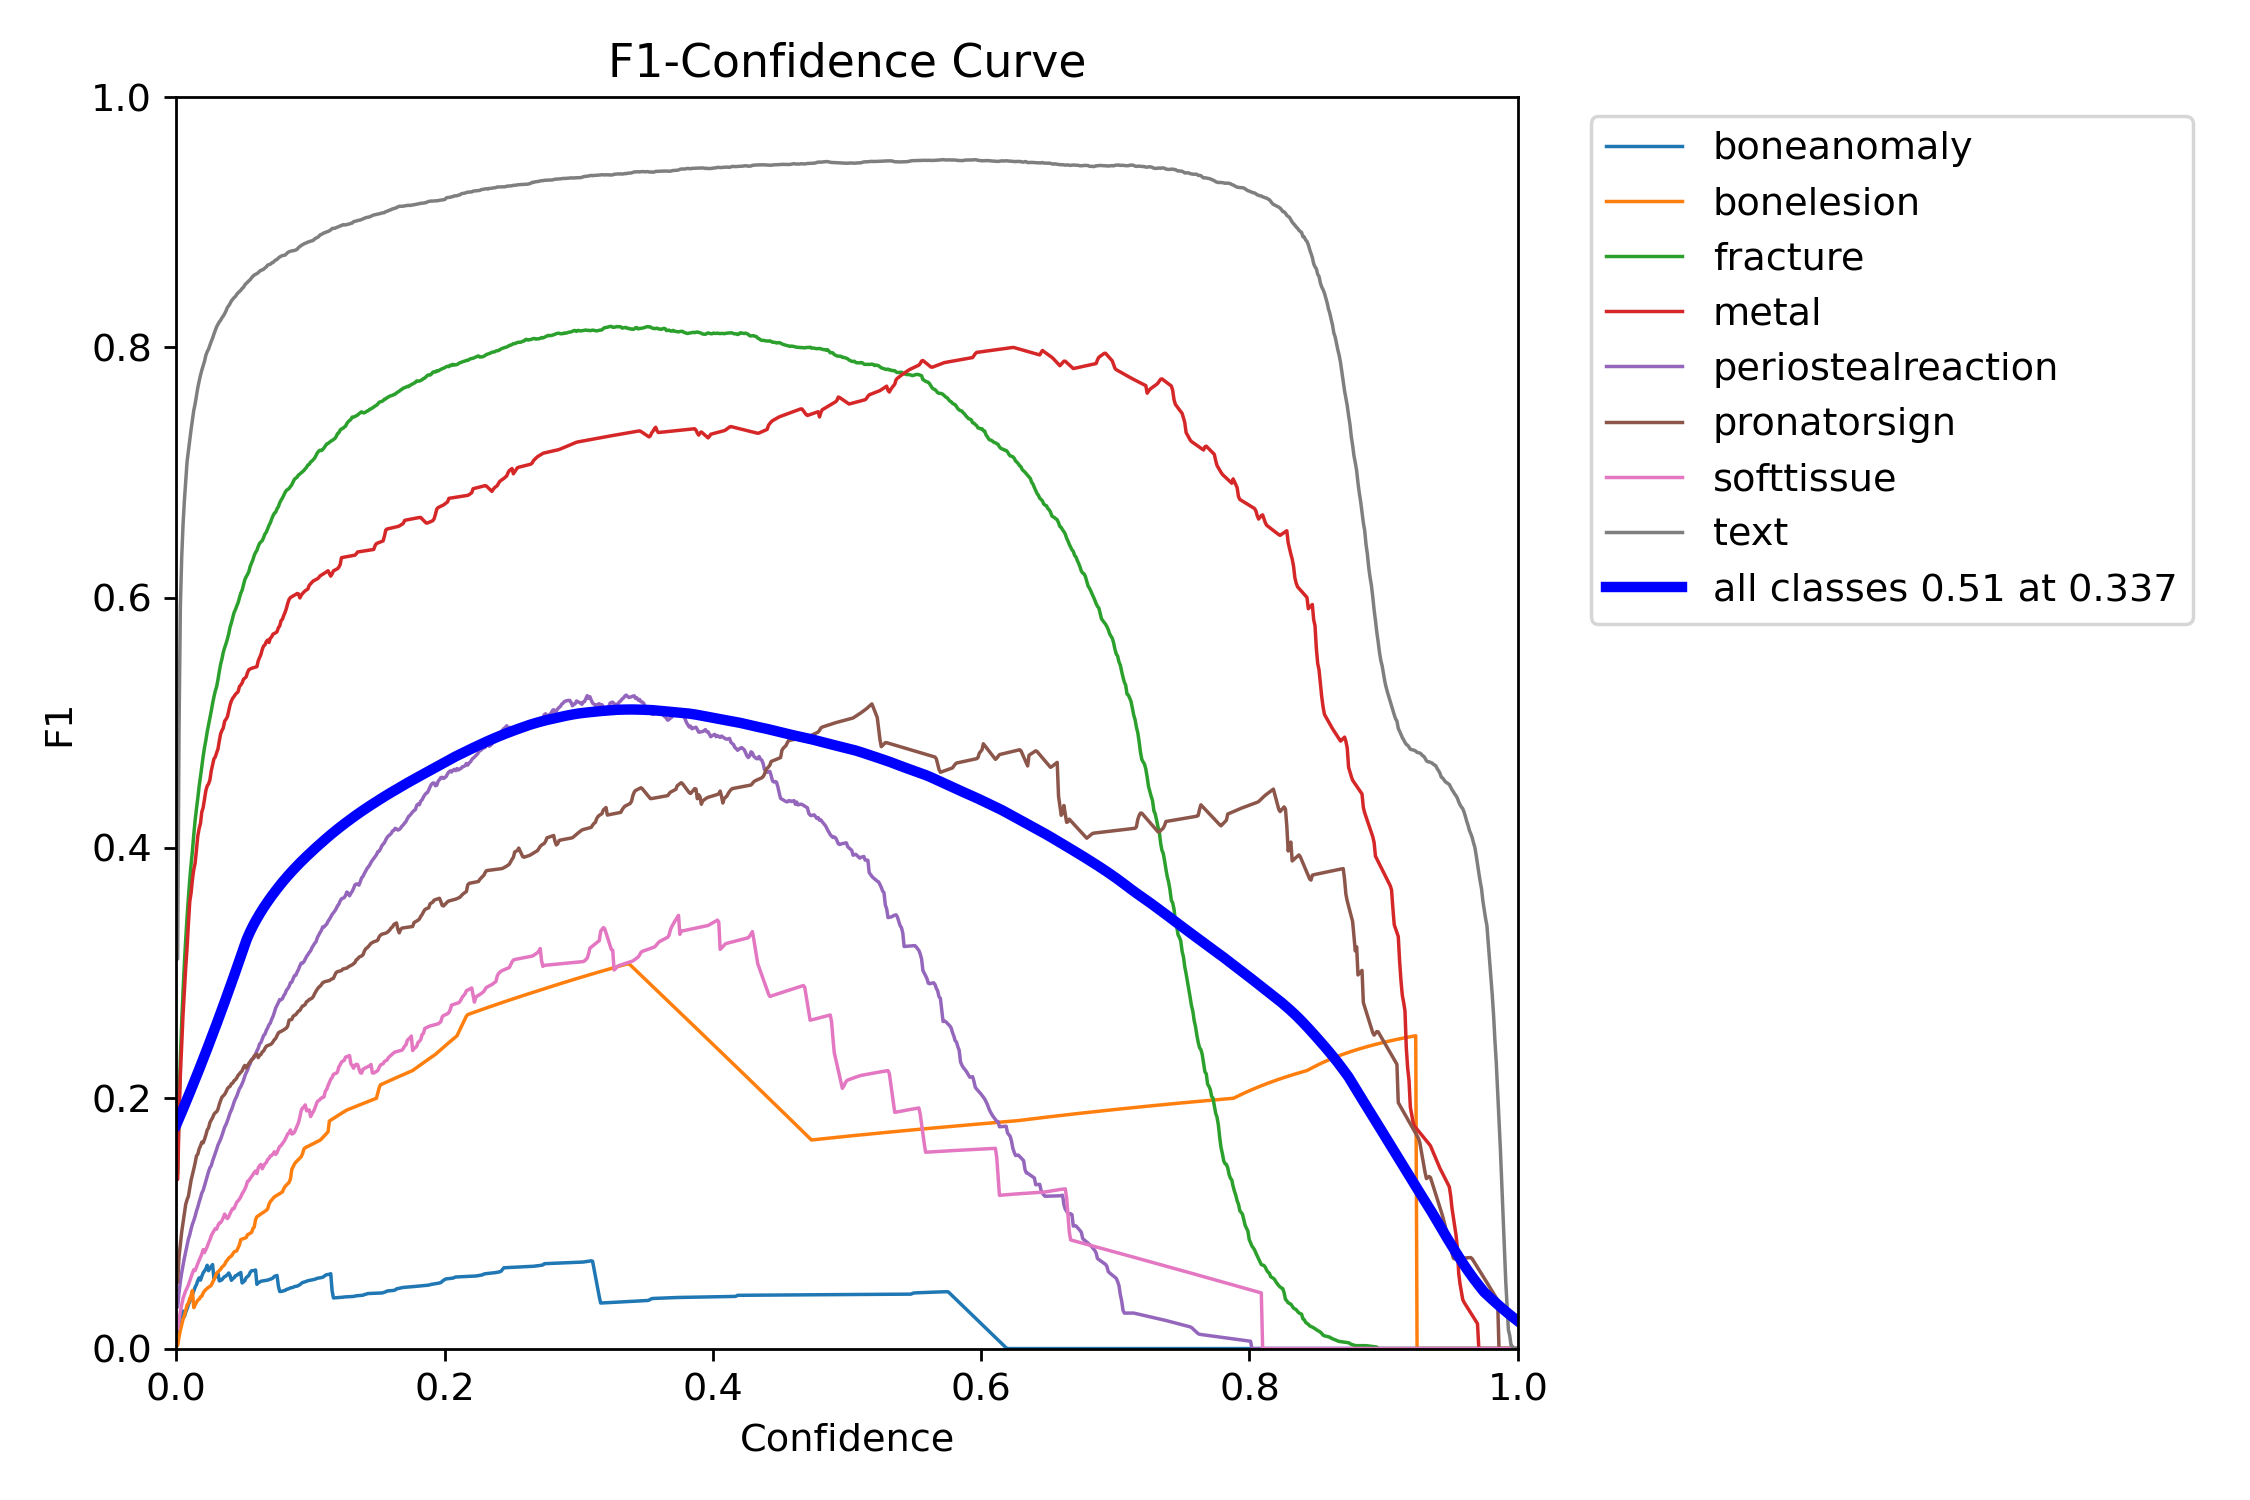 F1-Confidence Curve
1.0
0.8
0.6
0.4
0.2
0.0
F1
0.0 0.2 0.4 0.6 0.8 1.0
Confidence
boneanomaly
bonelesion
fracture
metal
periostealreaction
pronatorsign
softtissue
text
all classes 0.51 at 0.337